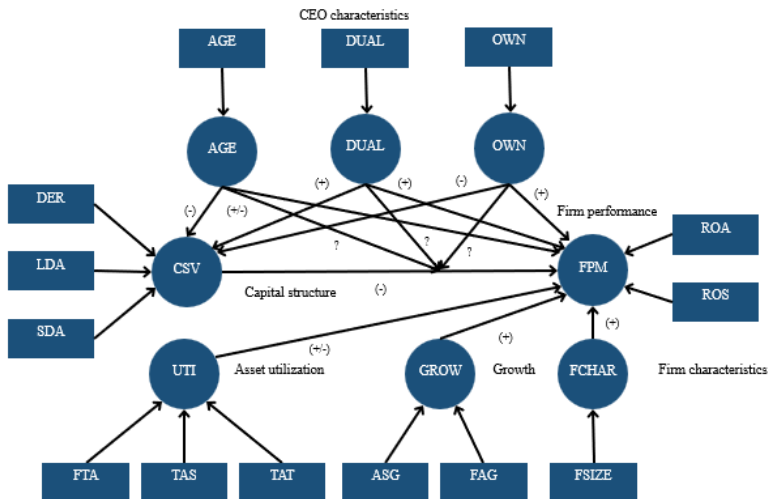 CEO characteristics
AGE
DUAL
OWN
AGE
DUAL
OWN
(-)
(+/-)
(+)
(+)
(-)
(+)
DER
Firm performance
ROA
?
?
?
LDA
CSV
FPM
Capital structure
(-)
ROS
SDA
(+/-)
(+)
(+)
UTI
Asset utilization
GROW
Growth
FCHAR
Firm characteristics
FTA
TAS
TAT
ASG
FAG
FSIZE